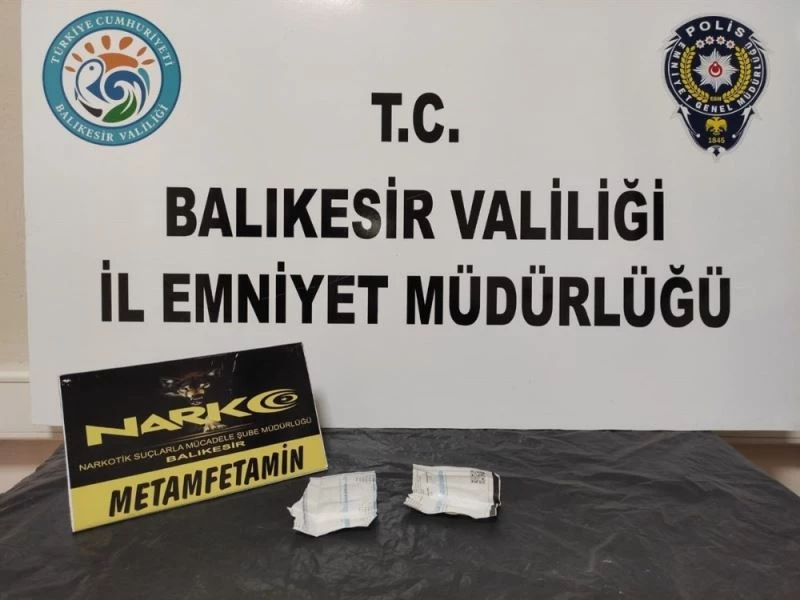 TÜRKİYE CUMHURİYETİ
BALIKESİR VALİLİĞİ
POLİS
EMNİYET GENEL MÜDÜRLÜĞÜ
EGM
1845
T.C.
BALIKESİR VALİLİĞİ
İL EMNİYET MÜDÜRLÜĞÜ
NARKO
NARKOTİK SUÇLARLA MÜCADELE ŞUBE MÜDÜRLÜĞÜ
BALIKESİR
METAMFETAMİN